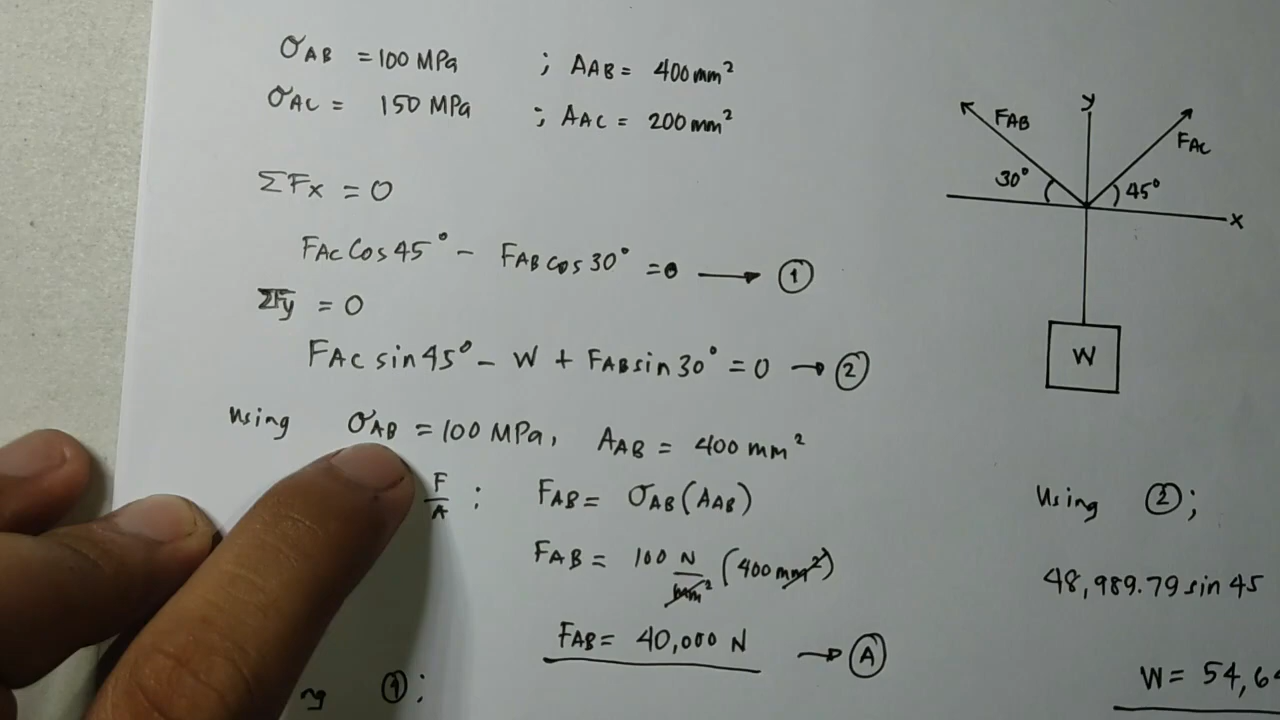 σAB = 100 MPa ; AAB = 400 mm²
σAC = 150 MPa ; AAC = 200 mm²
ΣFx = 0
FAC Cos 45° - FAB cos 30° = 0 → ①
ΣFy = 0
FAC sin 45° - W + FAB sin 30° = 0 → ②
Using σAB = 100 MPa, AAB = 400 mm²
F/A ; FAB = σAB (AAB)
FAB = 100 N/mm² (400 mm²)
FAB = 40,000 N → Ⓐ
①;
y
FAB
FAC
30°
45°
x
W
Using ②;
48,989.79 sin 45
W = 54,64